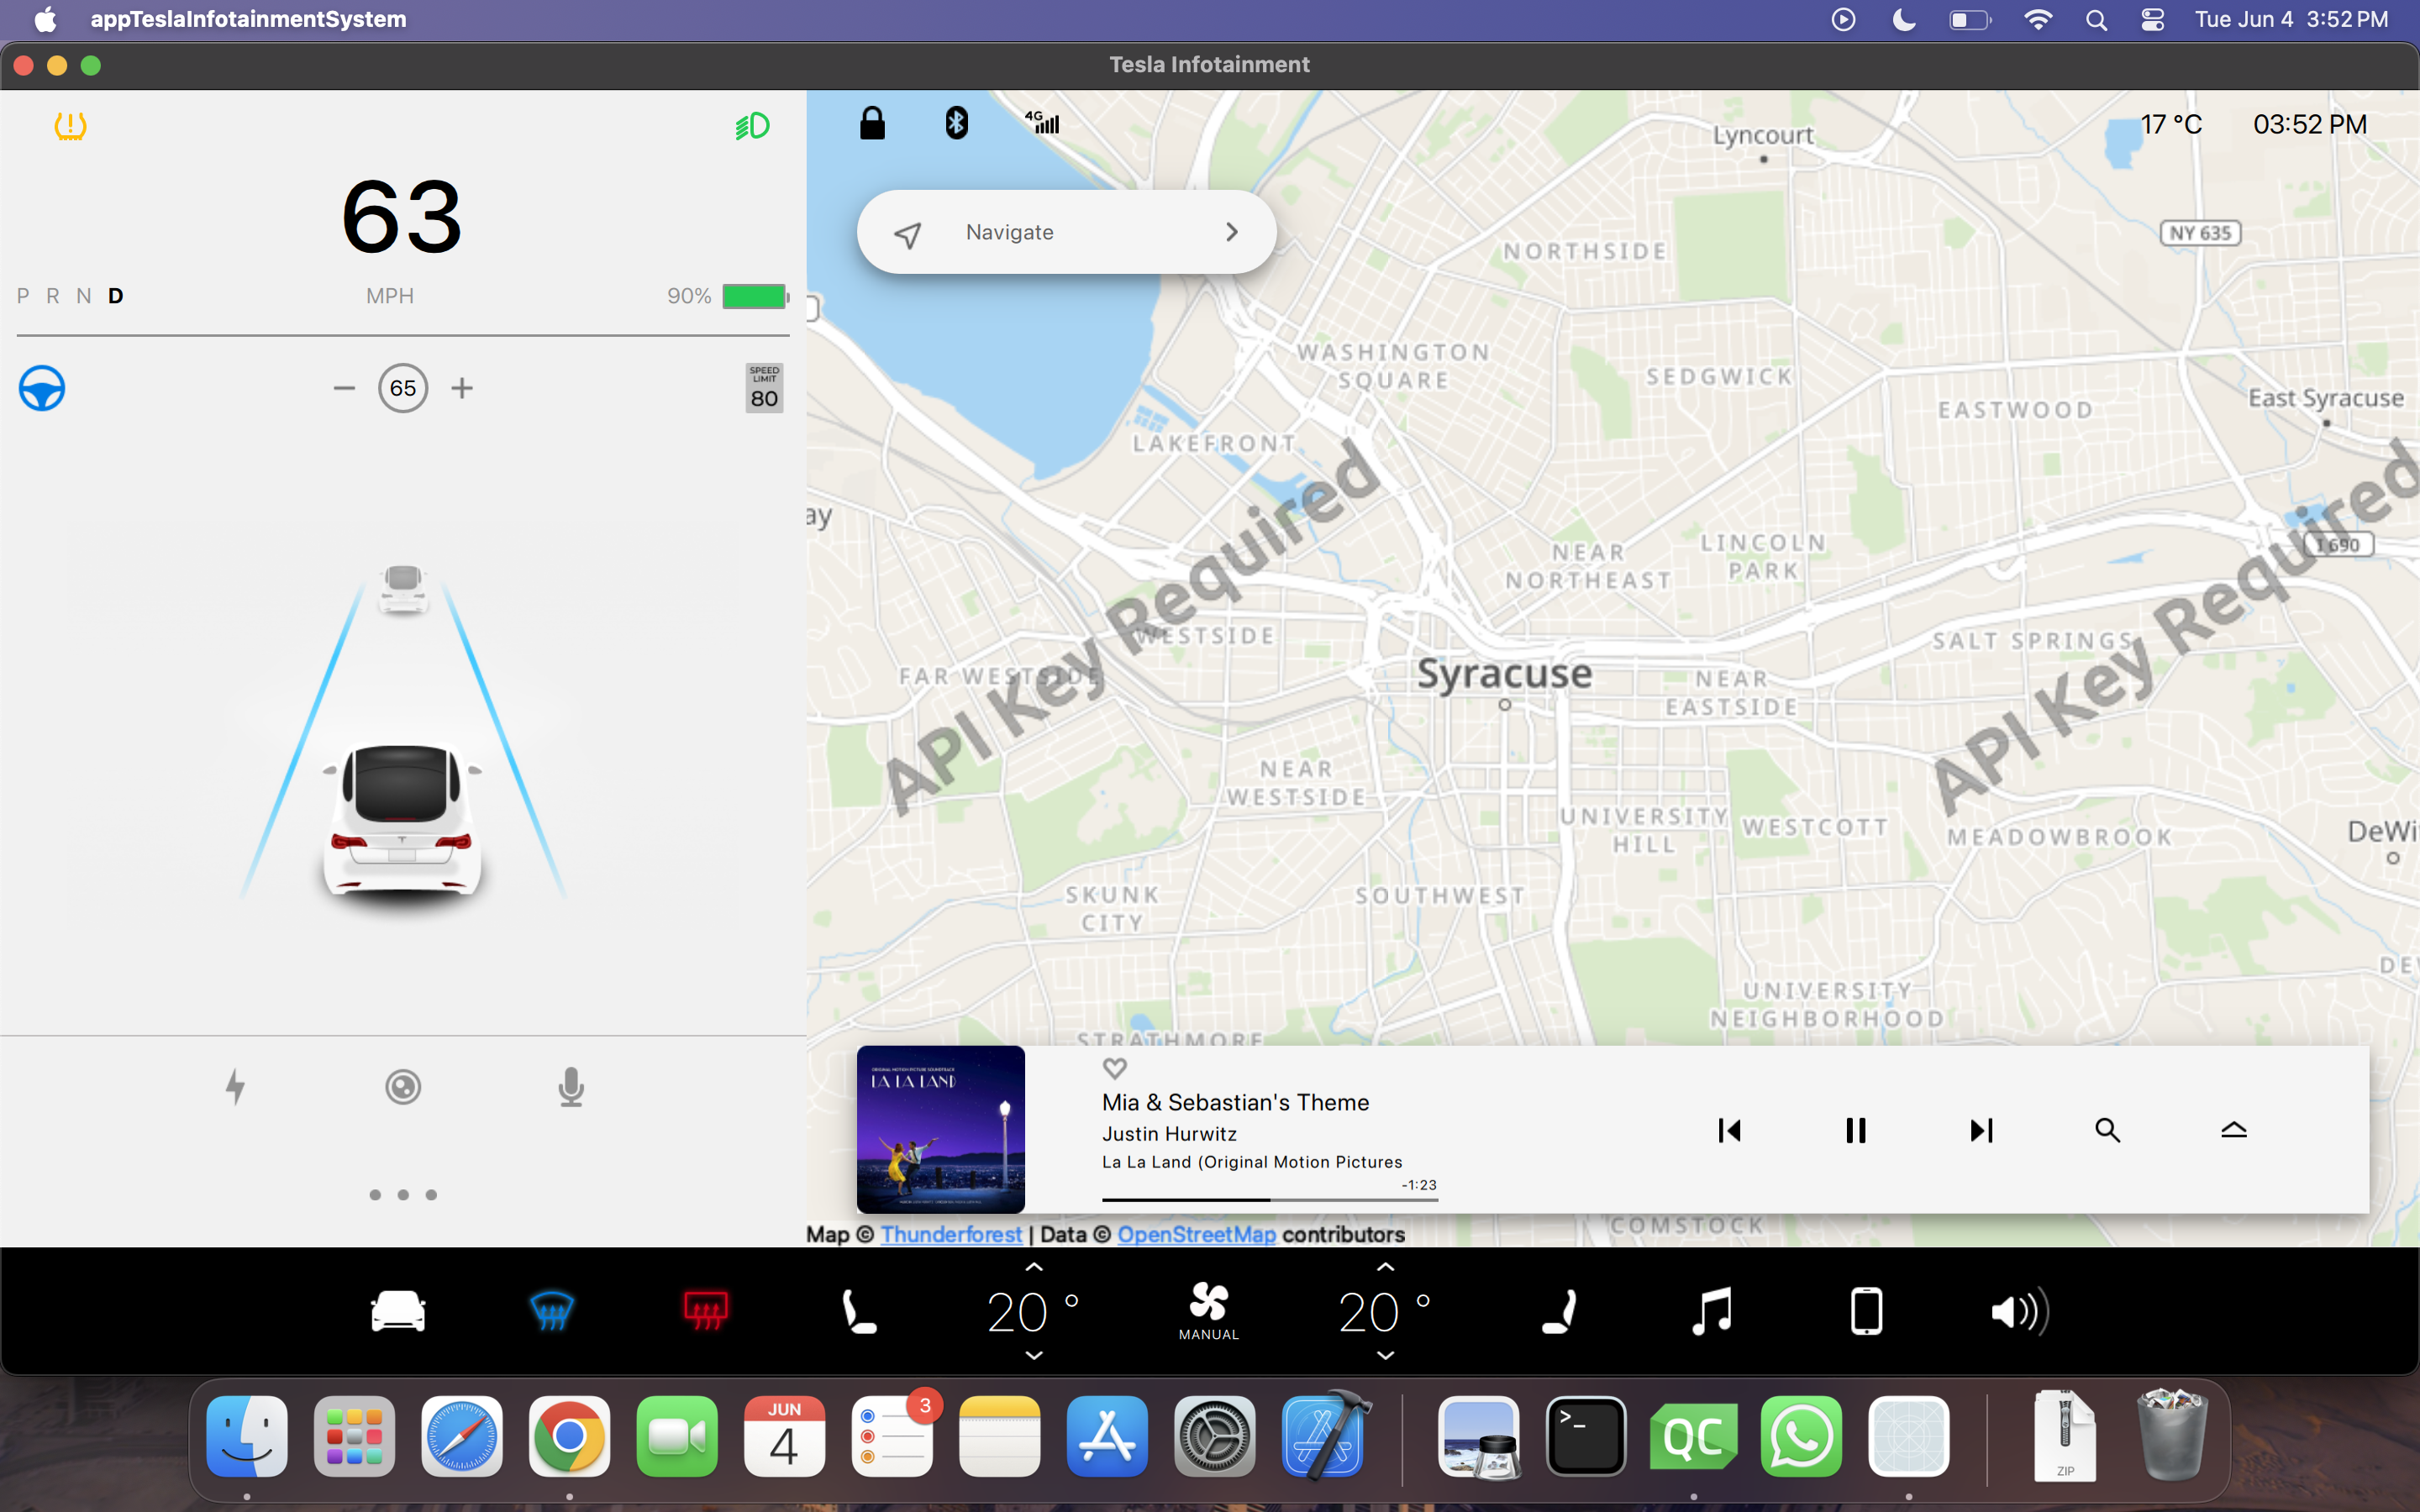 appTeslaInfotainmentSystem
Tue Jun 4 3:52 PM
Tesla Infotainment
63
P R N D
MPH
90%
65
SPEED
LIMIT
80
4G
17 °C
03:52 PM
Navigate
Lyncourt
NY 635
NORTHSIDE
WASHINGTON
SQUARE
SEDGWICK
EASTWOOD
East Syracuse
LAKEFRONT
ay
API Key Required
API Key Required
I 690
NEAR
NORTHEAST
LINCOLN
PARK
WESTSIDE
SALT SPRINGS
FAR WESTSIDE
Syracuse
NEAR
EASTSIDE
NEAR
WESTSIDE
UNIVERSITY
HILL
WESTCOTT
MEADOWBROOK
DeWi
SKUNK
CITY
SOUTHWEST
DE
UNIVERSITY
NEIGHBORHOOD
STRATHMORE
ORIGINAL MOTION PICTURE SOUNDTRACK
LA LA LAND
Mia & Sebastian's Theme
Justin Hurwitz
La La Land (Original Motion Pictures
-1:23
COMSTOCK
Map © Thunderforest | Data © OpenStreetMap contributors
20 °
MANUAL
20 °
JUN
4
3
>_
QC
ZIP